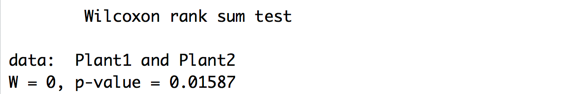 Wilcoxon rank sum test
data:  Plant1 and Plant2
W = 0, p-value = 0.01587